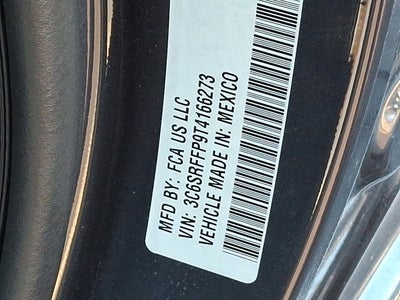 MFD BY: FCA US LLC
VIN: 3C6SRFFP9T4166273
VEHICLE MADE IN: MEXICO